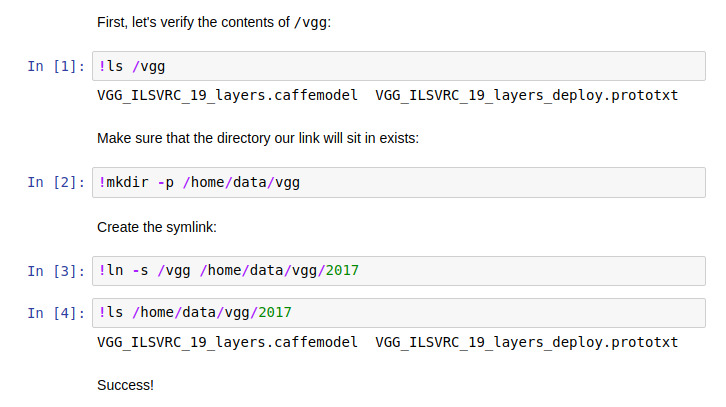 First, let's verify the contents of /vgg:
In [1]: !ls /vgg
VGG_ILSVRC_19_layers.caffemodel  VGG_ILSVRC_19_layers_deploy.prototxt
Make sure that the directory our link will sit in exists:
In [2]: !mkdir -p /home/data/vgg
Create the symlink:
In [3]: !ln -s /vgg /home/data/vgg/2017
In [4]: !ls /home/data/vgg/2017
VGG_ILSVRC_19_layers.caffemodel  VGG_ILSVRC_19_layers_deploy.prototxt
Success!